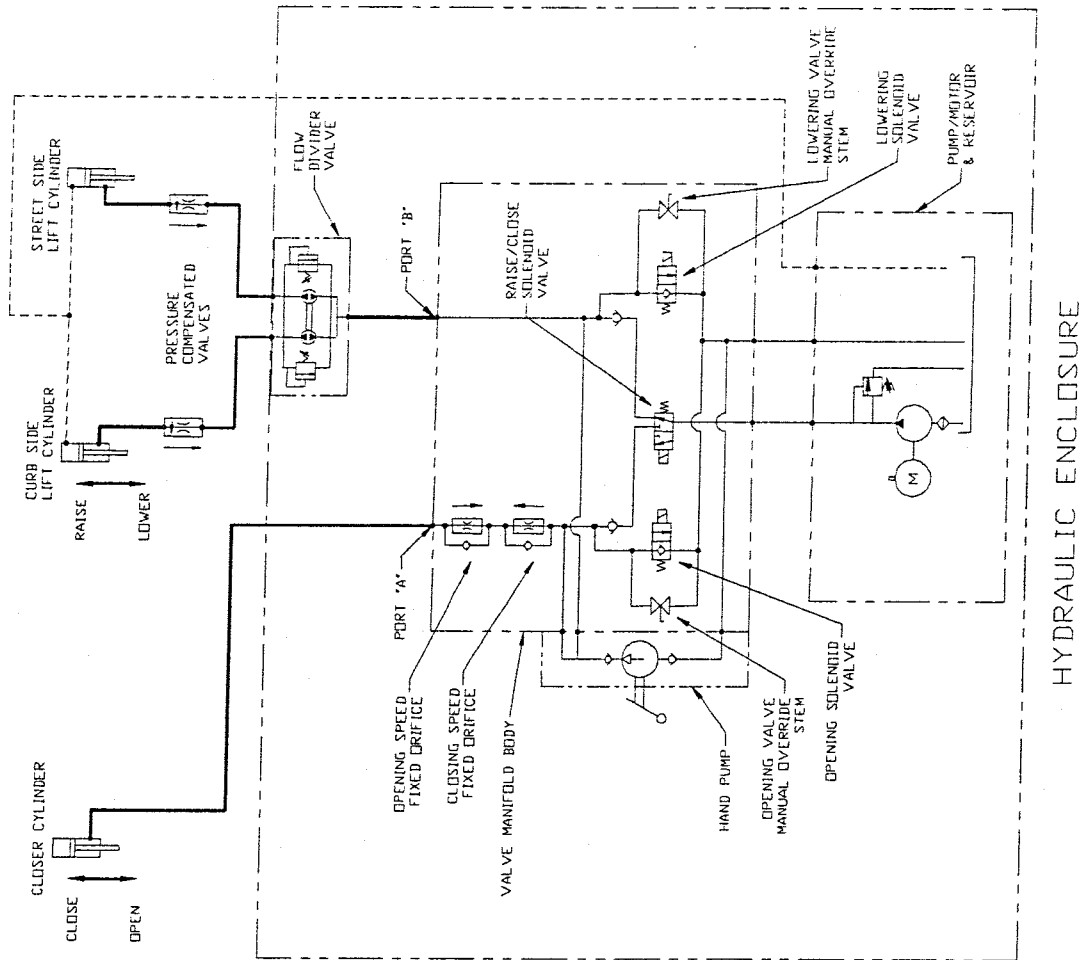 CLOSER CYLINDER
CLOSE
OPEN
CURB SIDE
LIFT CYLINDER
RAISE
LOWER
STREET SIDE
LIFT CYLINDER
PRESSURE
COMPENSATED
VALVES
FLOW
DIVIDER
VALVE
PORT "A"
PORT "B"
OPENING SPEED
FIXED ORIFICE
CLOSING SPEED
FIXED ORIFICE
VALVE MANIFOLD BODY
RAISE/CLOSE
SOLENOID
VALVE
LOWERING VALVE
MANUAL OVERRIDE
STEM
LOWERING
SOLENOID
VALVE
HAND PUMP
OPENING VALVE
MANUAL OVERRIDE
STEM
OPENING SOLENOID
VALVE
PUMP/MOTOR
& RESERVOIR
M
HYDRAULIC ENCLOSURE